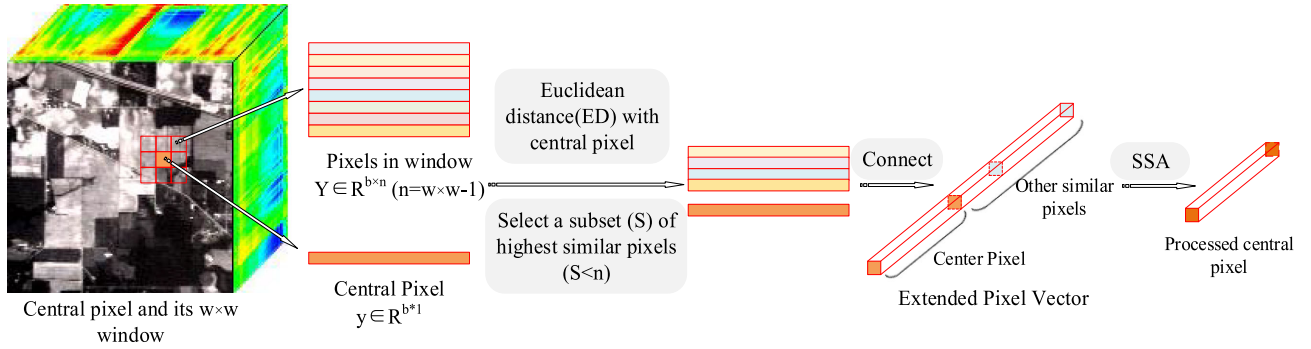 Central pixel and its w×w
window
Pixels in window
Y∈R^b×n (n=w×w-1)
Central Pixel
y∈R^b*1
Euclidean
distance(ED) with
central pixel
Select a subset (S) of
highest similar pixels
(S<n)
Connect
Other similar
pixels
Center Pixel
Extended Pixel Vector
SSA
Processed central
pixel